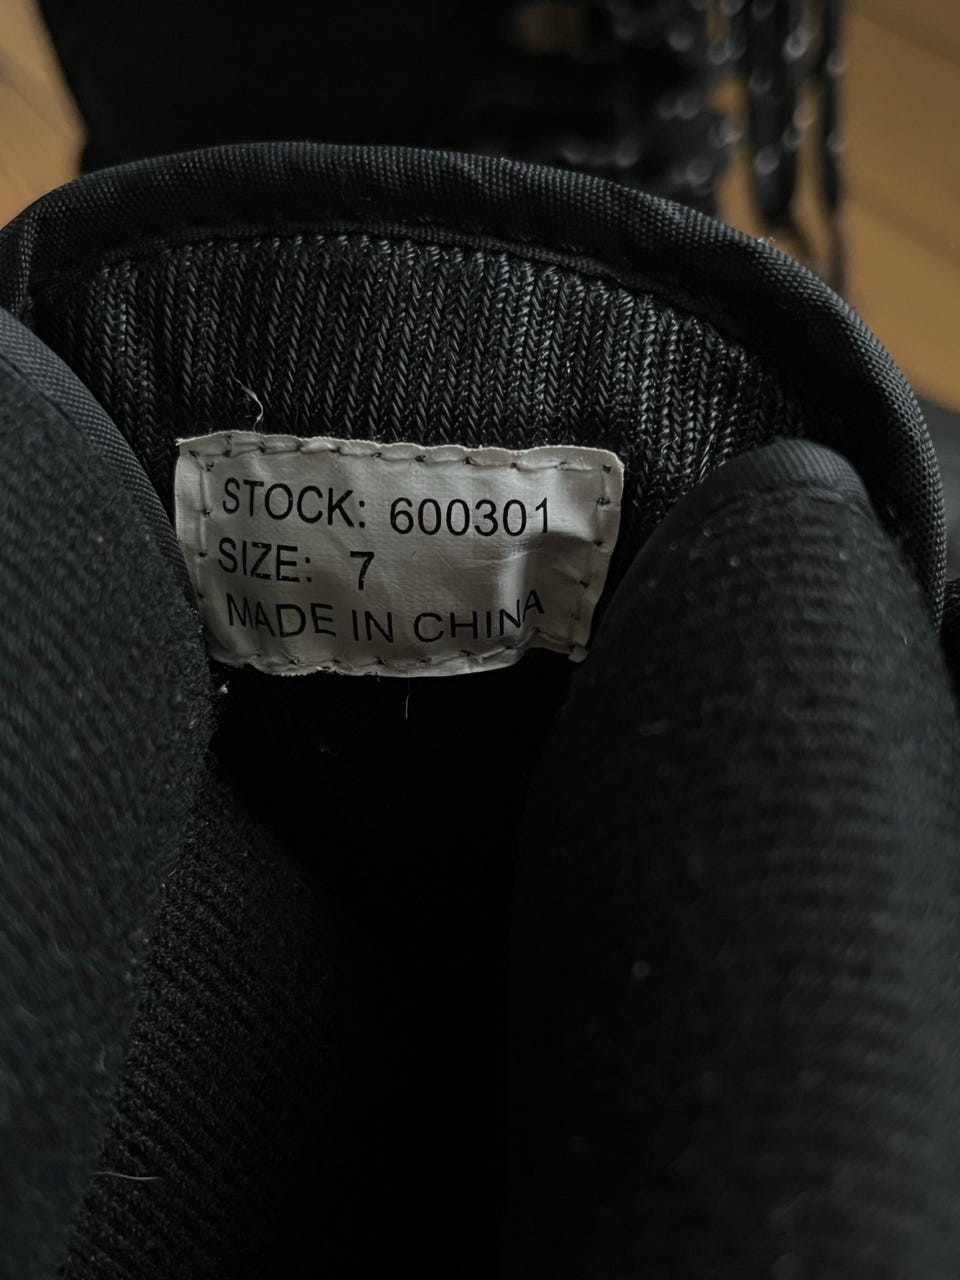 STOCK: 600301
SIZE: 7
MADE IN CHINA